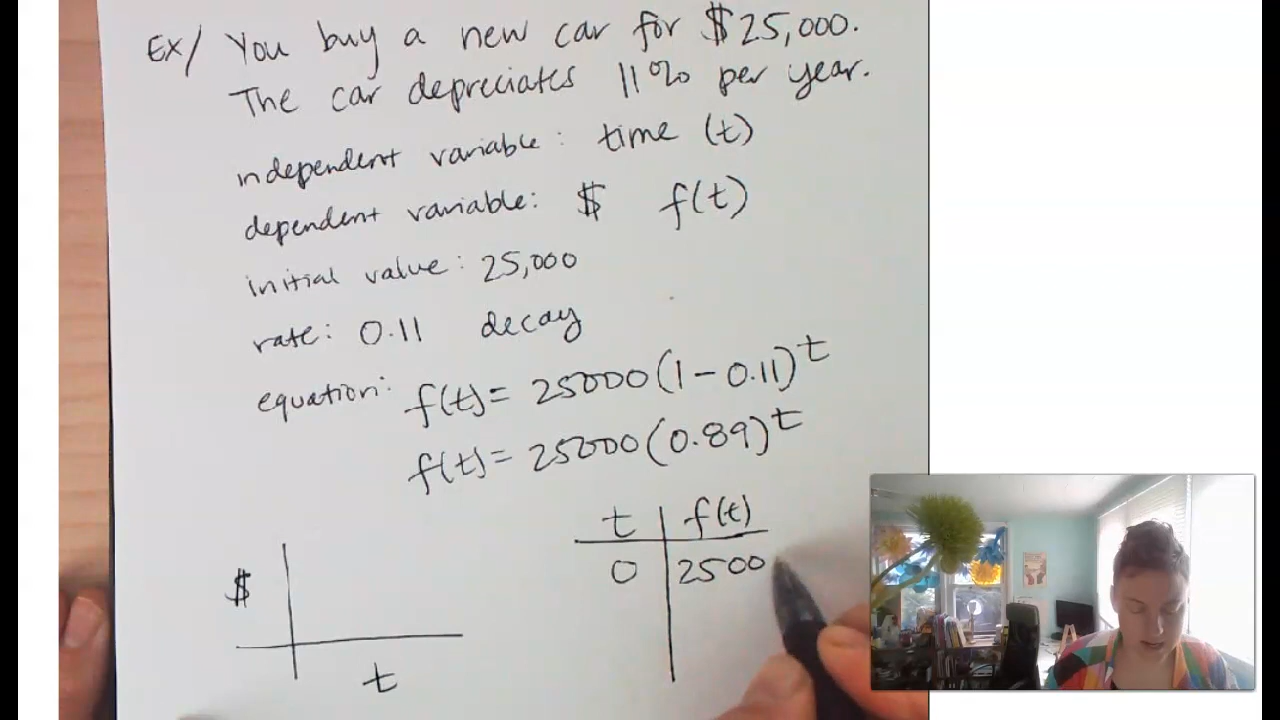 Ex/ You buy a new car for $25,000.
The car depreciates 11% per year.
independent variable: time (t)
dependent variable: $ f(t)
initial value: 25,000
rate: 0.11 decay
equation: f(t) = 25000(1-0.11)^t
f(t) = 25000(0.89)^t
t f(t)
0 2500
$
t